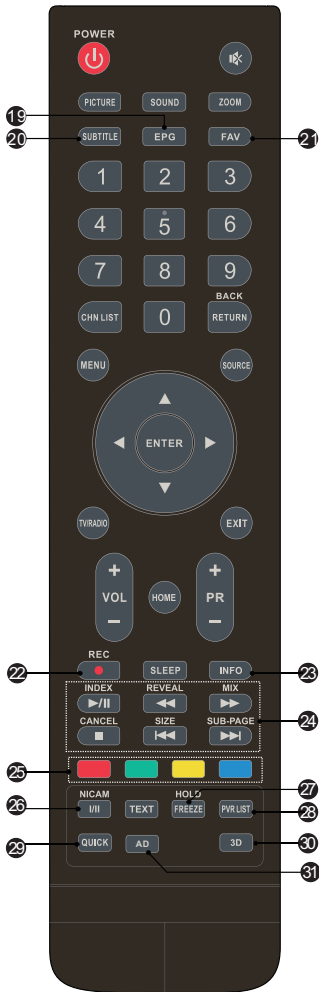 POWER
PICTURE SOUND ZOOM
19
20 SUBTITLE EPG FAV 21
1 2 3
4 5 6
7 8 9
BACK
CHN LIST 0 RETURN
MENU SOURCE
ENTER
TV/RADIO EXIT
+ +
VOL HOME PR
− −
REC
22 SLEEP INFO 23
INDEX REVEAL MIX
24
CANCEL SIZE SUB-PAGE
25
27
NICAM HOLD
26 I/II TEXT FREEZE PVR LIST 28
29 QUICK AD 3D 30
31